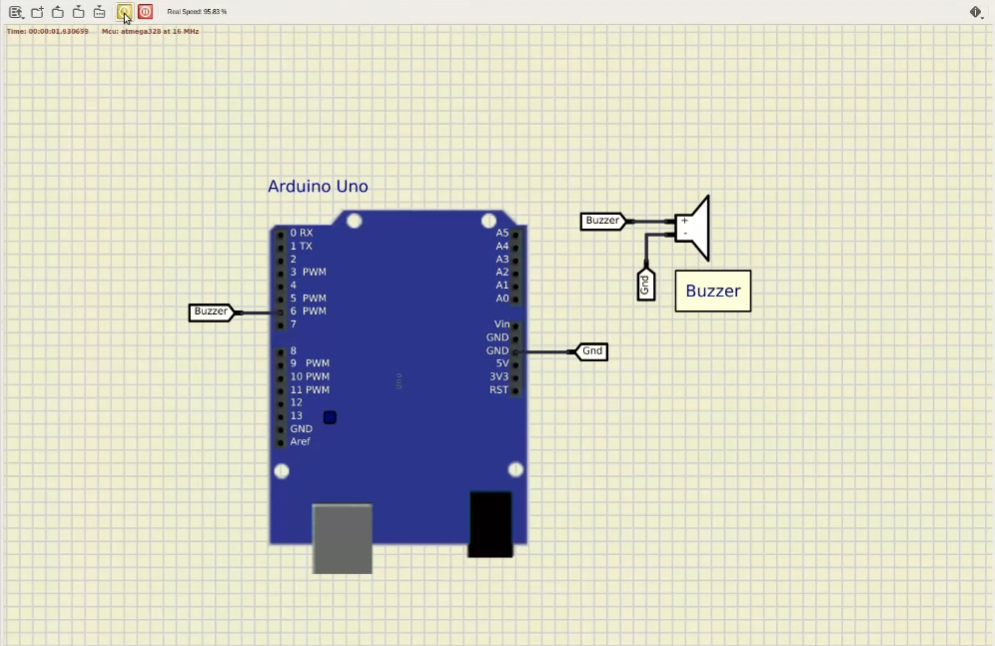 Real Speed: 95.83 %
Time: 00:00:01.930699 Mcu: atmega328 at 16 MHz
Arduino Uno
0 RX
1 TX
2
3 PWM
4
5 PWM
6 PWM
7
8
9 PWM
10 PWM
11 PWM
12
13
GND
Aref
A5
A4
A3
A2
A1
A0
Vin
GND
GND
5V
3V3
RST
Buzzer
Gnd
Buzzer
+
-
Gnd
Buzzer